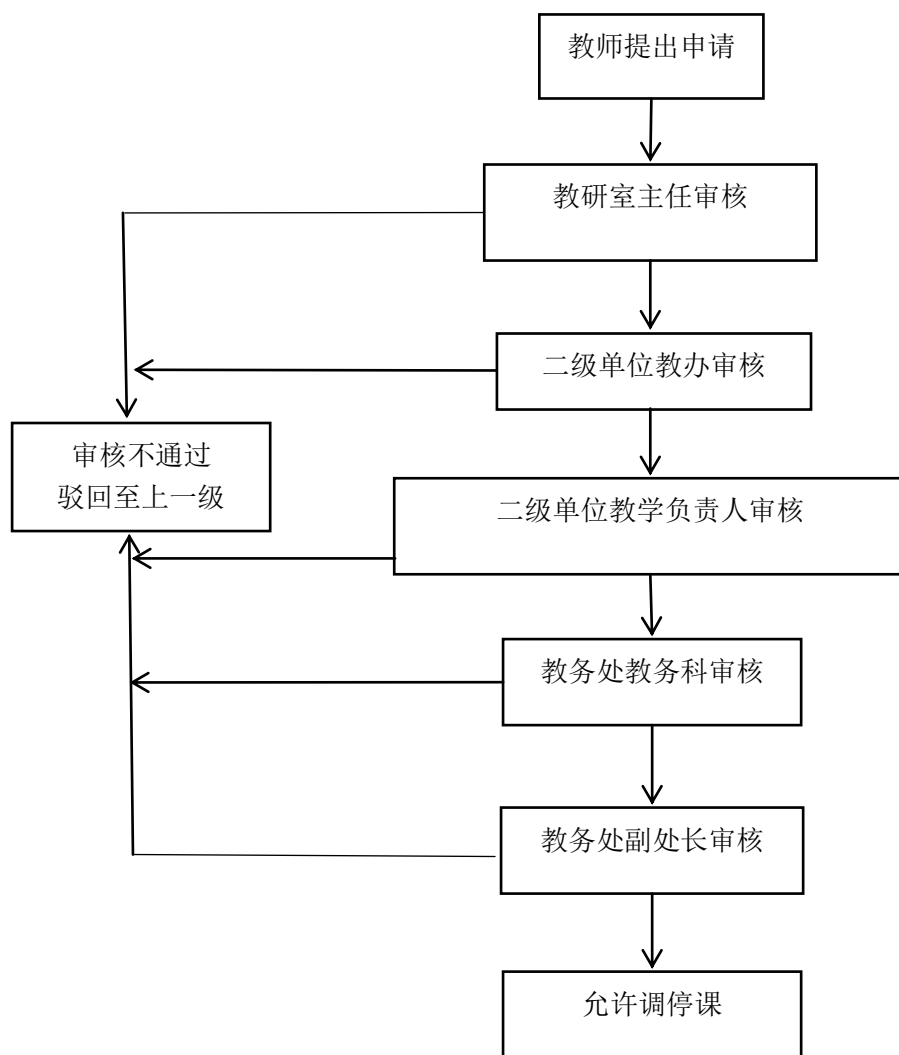 教师提出申请
教研室主任审核
二级单位教办审核
审核不通过
驳回至上一级
二级单位教学负责人审核
教务处教务科审核
教务处副处长审核
允许调停课